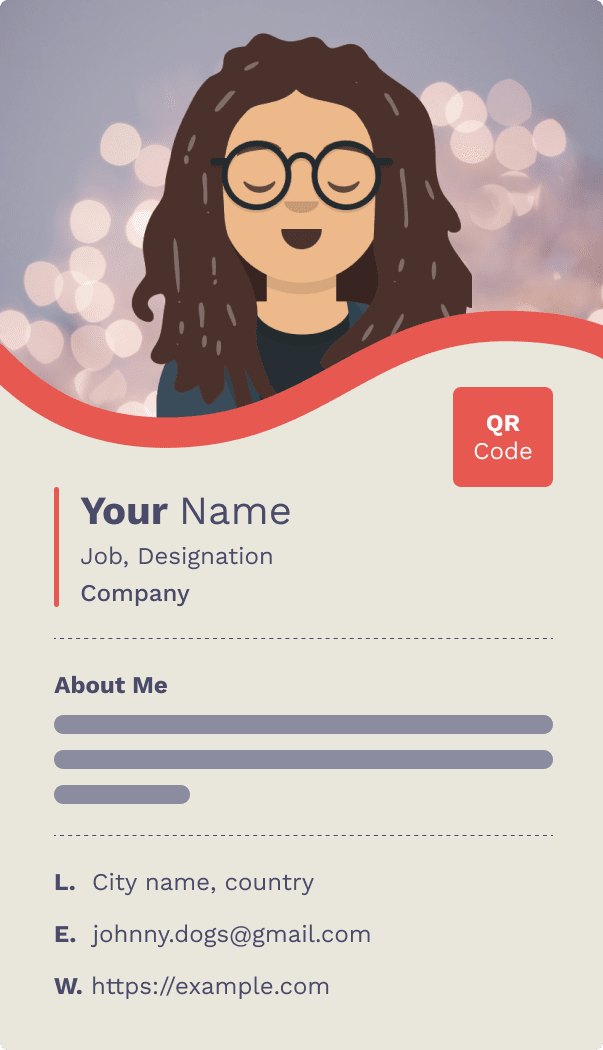 QR
Code
Your Name
Job, Designation
Company
About Me
L. City name, country
E. johnny.dogs@gmail.com
W. https://example.com